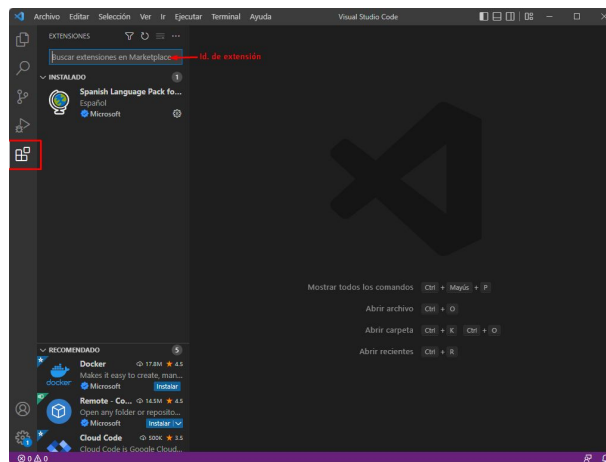 Archivo Editar Selección Ver Ir Ejecutar Terminal Ayuda Visual Studio Code
EXTENSIONES
Buscar extensiones en Marketplace
Id. de extensión
INSTALADO 1
Spanish Language Pack fo...
Español
Microsoft
Mostrar todos los comandos Ctrl + Mayús + P
Abrir archivo Ctrl + O
Abrir carpeta Ctrl + K Ctrl + O
Abrir recientes Ctrl + R
RECOMENDADO 5
Docker 17.8M 4.5
Makes it easy to create, man...
Microsoft Instalar
docker
Remote - Co... 14.5M 4.5
Open any folder or reposito...
Microsoft Instalar
Cloud Code 500K 3.5
Cloud Code is Google Cloud...
1
0 0